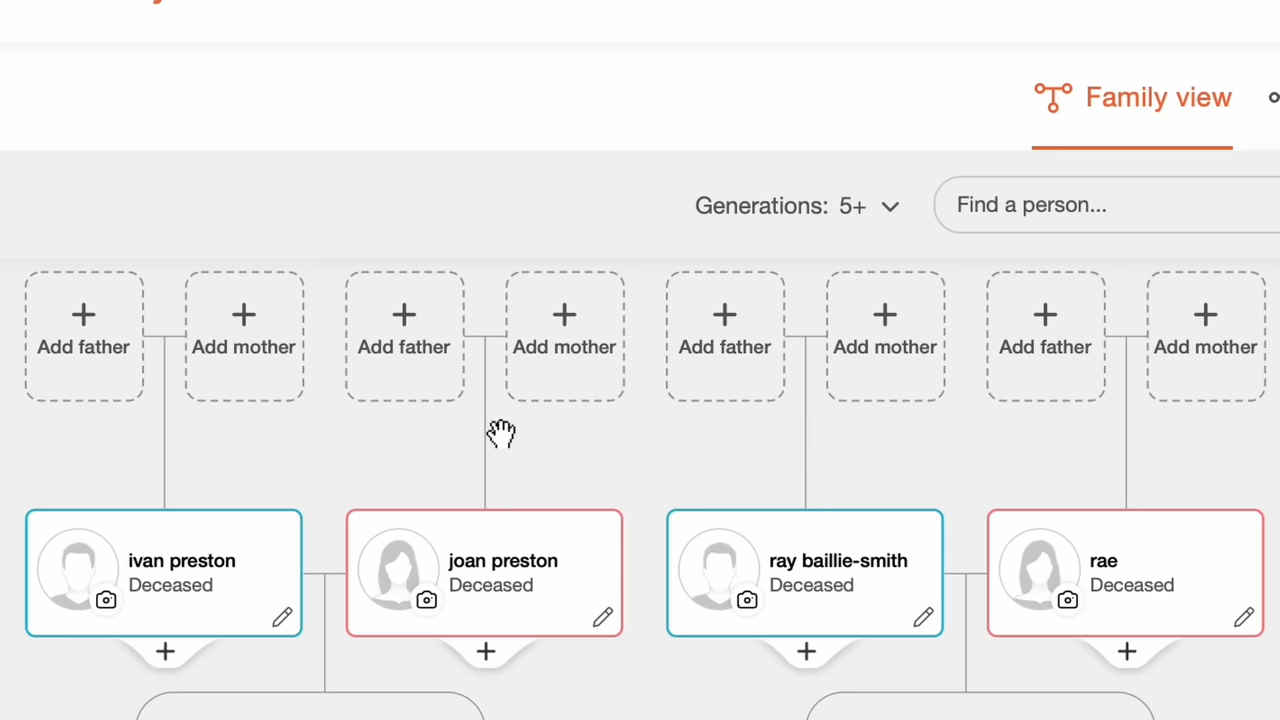 Family view
Generations: 5+
Find a person...
Add father
Add mother
Add father
Add mother
Add father
Add mother
Add father
Add mother
ivan preston
Deceased
joan preston
Deceased
ray baillie-smith
Deceased
rae
Deceased